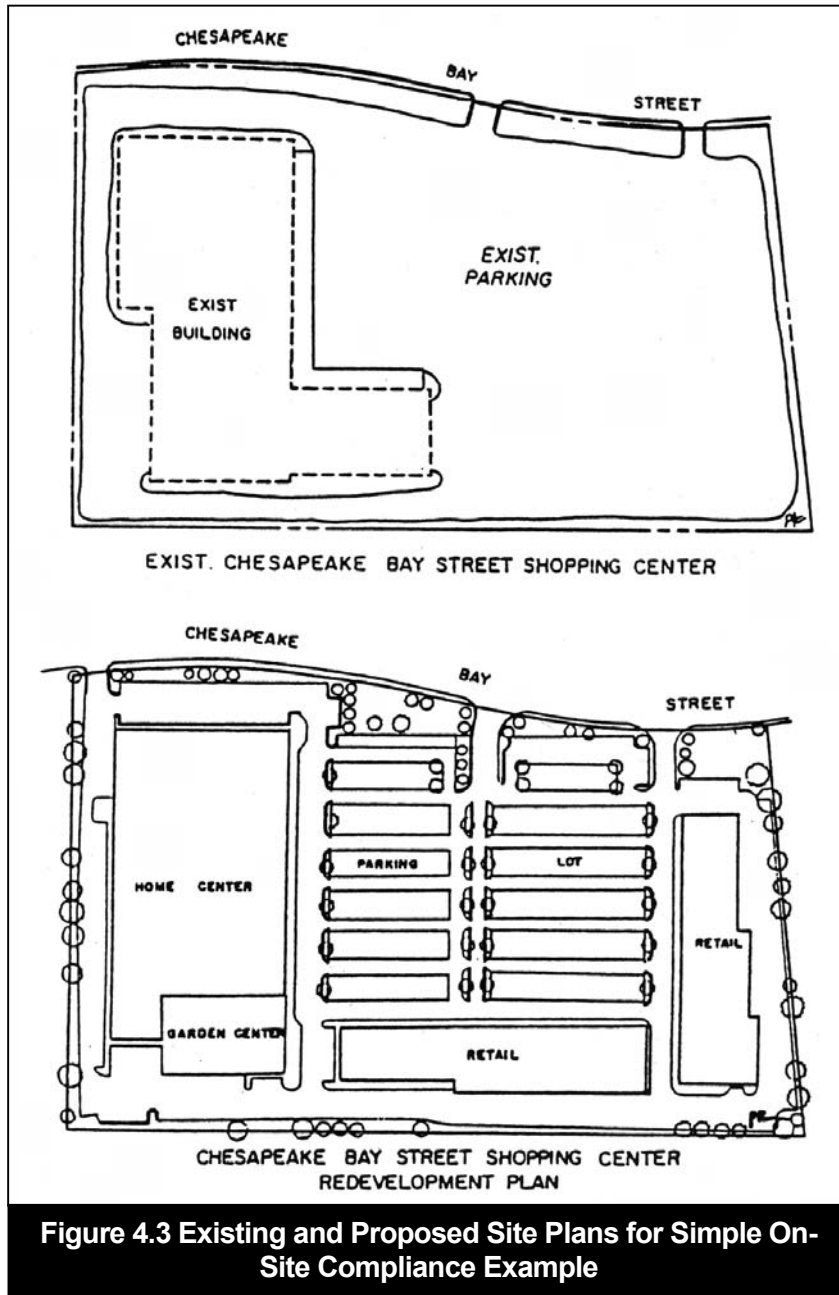 CHESAPEAKE
BAY
STREET
EXIST.
PARKING
EXIST
BUILDING
EXIST. CHESAPEAKE BAY STREET SHOPPING CENTER
CHESAPEAKE
BAY
STREET
PARKING
LOT
HOME CENTER
RETAIL
GARDEN CENTER
RETAIL
CHESAPEAKE BAY STREET SHOPPING CENTER
REDEVELOPMENT PLAN
Figure 4.3 Existing and Proposed Site Plans for Simple On-
Site Compliance Example